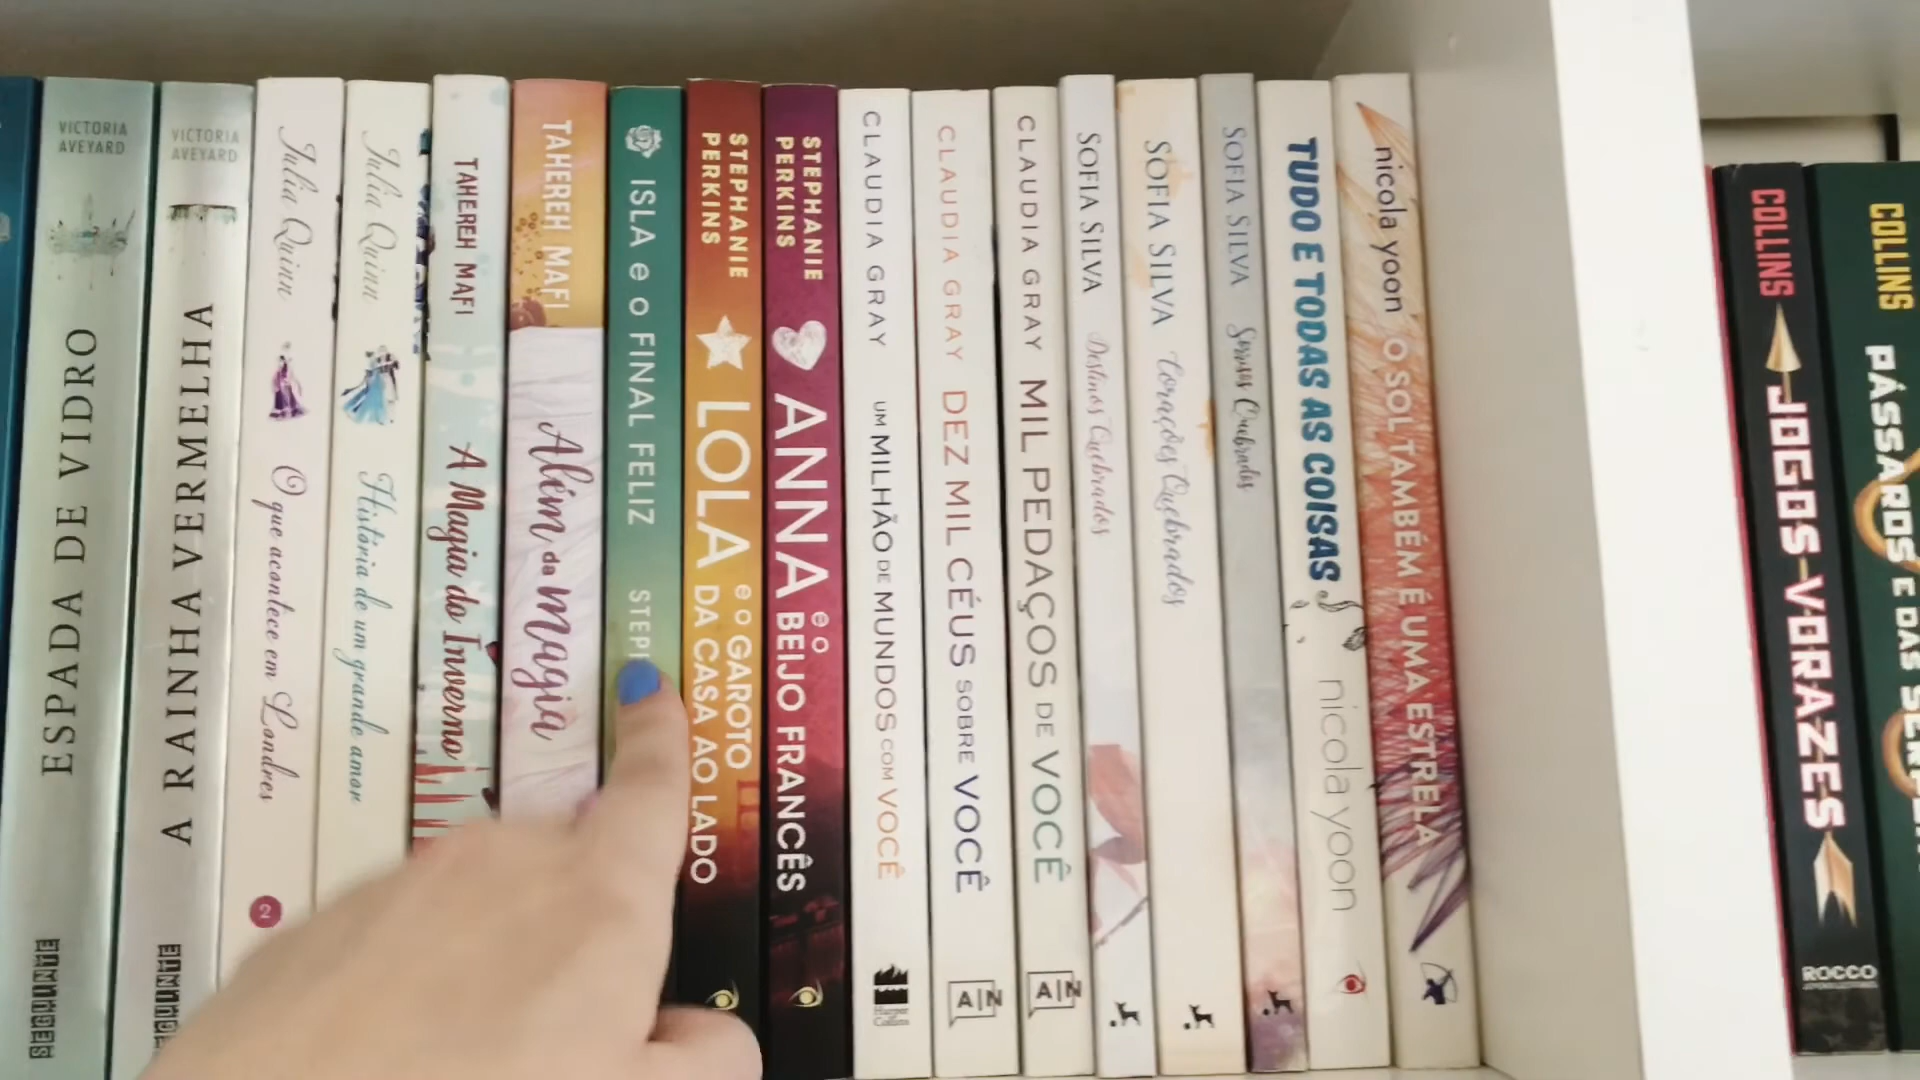 VICTORIA
AVEYARD
ESPADA DE VIDRO
SEGUINTE
VICTORIA
AVEYARD
A RAINHA VERMELHA
Julia Quinn
O que acontece em Londres
2
Julia Quinn
História de um grande amor
TAHEREH MAFI
A Magia do Inverno
TAHEREH MAFI
Além da magia
ISLA e o FINAL FELIZ
STEPHANIE
PERKINS
LOLA
e o GAROTO
DA CASA AO LADO
STEPHANIE
PERKINS
ANNA
e o
BEIJO FRANCÊS
CLAUDIA GRAY
UM MILHÃO DE MUNDOS COM VOCÊ
Harper
Collins
CLAUDIA GRAY
DEZ MIL CÉUS SOBRE VOCÊ
A|N
CLAUDIA GRAY
MIL PEDAÇOS DE VOCÊ
A|N
SOFIA SILVA
Destinos Quebrados
SOFIA SILVA
Corações Quebrados
SOFIA SILVA
Sorrisos Quebrados
TUDO E TODAS AS COISAS
nicola yoon
nicola yoon
O SOL TAMBÉM É UMA ESTRELA
COLLINS
JOGOS VORAZES
ROCCO
COLLINS
PÁSSAROS E DAS